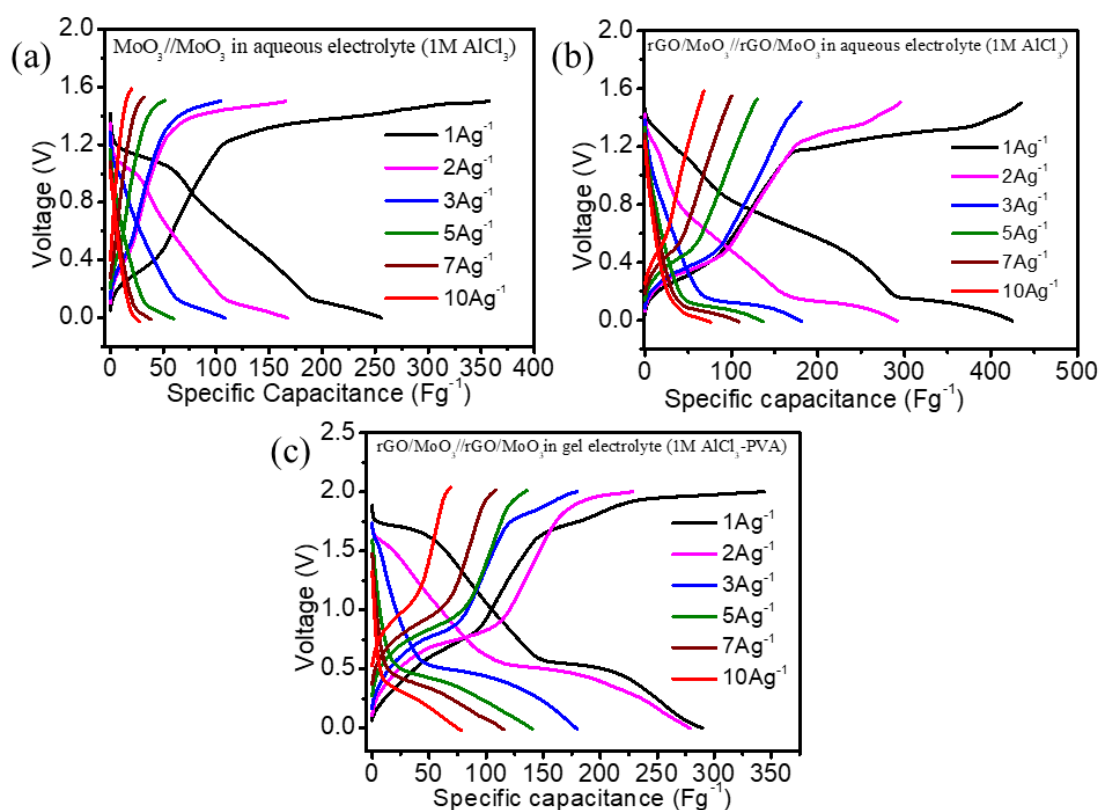 (a)
MoO₃//MoO₃ in aqueous electrolyte (1M AlCl₃)
2.0
1.6
1.2
0.8
0.4
0.0
Voltage (V)
1Ag⁻¹
2Ag⁻¹
3Ag⁻¹
5Ag⁻¹
7Ag⁻¹
10Ag⁻¹
0 50 100 150 200 250 300 350 400
Specific Capacitance (Fg⁻¹)
(b)
rGO/MoO₃//rGO/MoO₃ in aqueous electrolyte (1M AlCl₃)
2.0
1.6
1.2
0.8
0.4
0.0
Voltage (V)
1Ag⁻¹
2Ag⁻¹
3Ag⁻¹
5Ag⁻¹
7Ag⁻¹
10Ag⁻¹
0 100 200 300 400 500
Specific capacitance (Fg⁻¹)
(c)
rGO/MoO₃//rGO/MoO₃in gel electrolyte (1M AlCl₃-PVA)
2.5
2.0
1.5
1.0
0.5
0.0
Voltage (V)
1Ag⁻¹
2Ag⁻¹
3Ag⁻¹
5Ag⁻¹
7Ag⁻¹
10Ag⁻¹
0 50 100 150 200 250 300 350
Specific capacitance (Fg⁻¹)